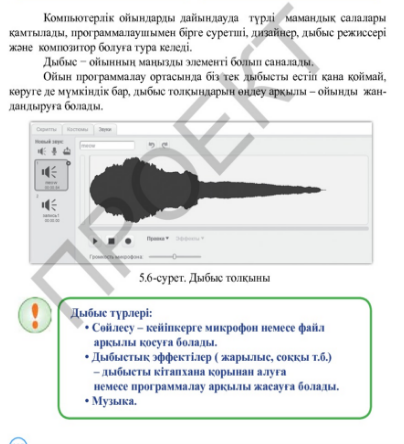 Компьютерлік ойындарды дайындауда түрлі мамандық салалары
қамтылады, программалаушымен бірге суретші, дизайнер, дыбыс режиссері
және композитор болуға тура келеді.
Дыбыс – ойынның маңызды элементі болып саналады.
Ойын программалау ортасында біз тек дыбысты естіп қана қоймай,
көруге де мүмкіндік бар, дыбыс толқындарын өңдеу арқылы – ойынды жан-
дандыруға болады.
Скрипты Костюмы Звуки
Новый звук:
Правка Эффекты
Громкость микрофона:
5.6-сурет. Дыбыс толқыны
Дыбыс түрлері:
• Сөйлесу – кейіпкерге микрофон немесе файл
арқылы қосуға болады.
• Дыбыстық эффектілер ( жарылыс, соққы т.б.)
– дыбысты кітапхана қорынан алуға
немесе программалау арқылы жасауға болады.
• Музыка.
ПРОЕКТ